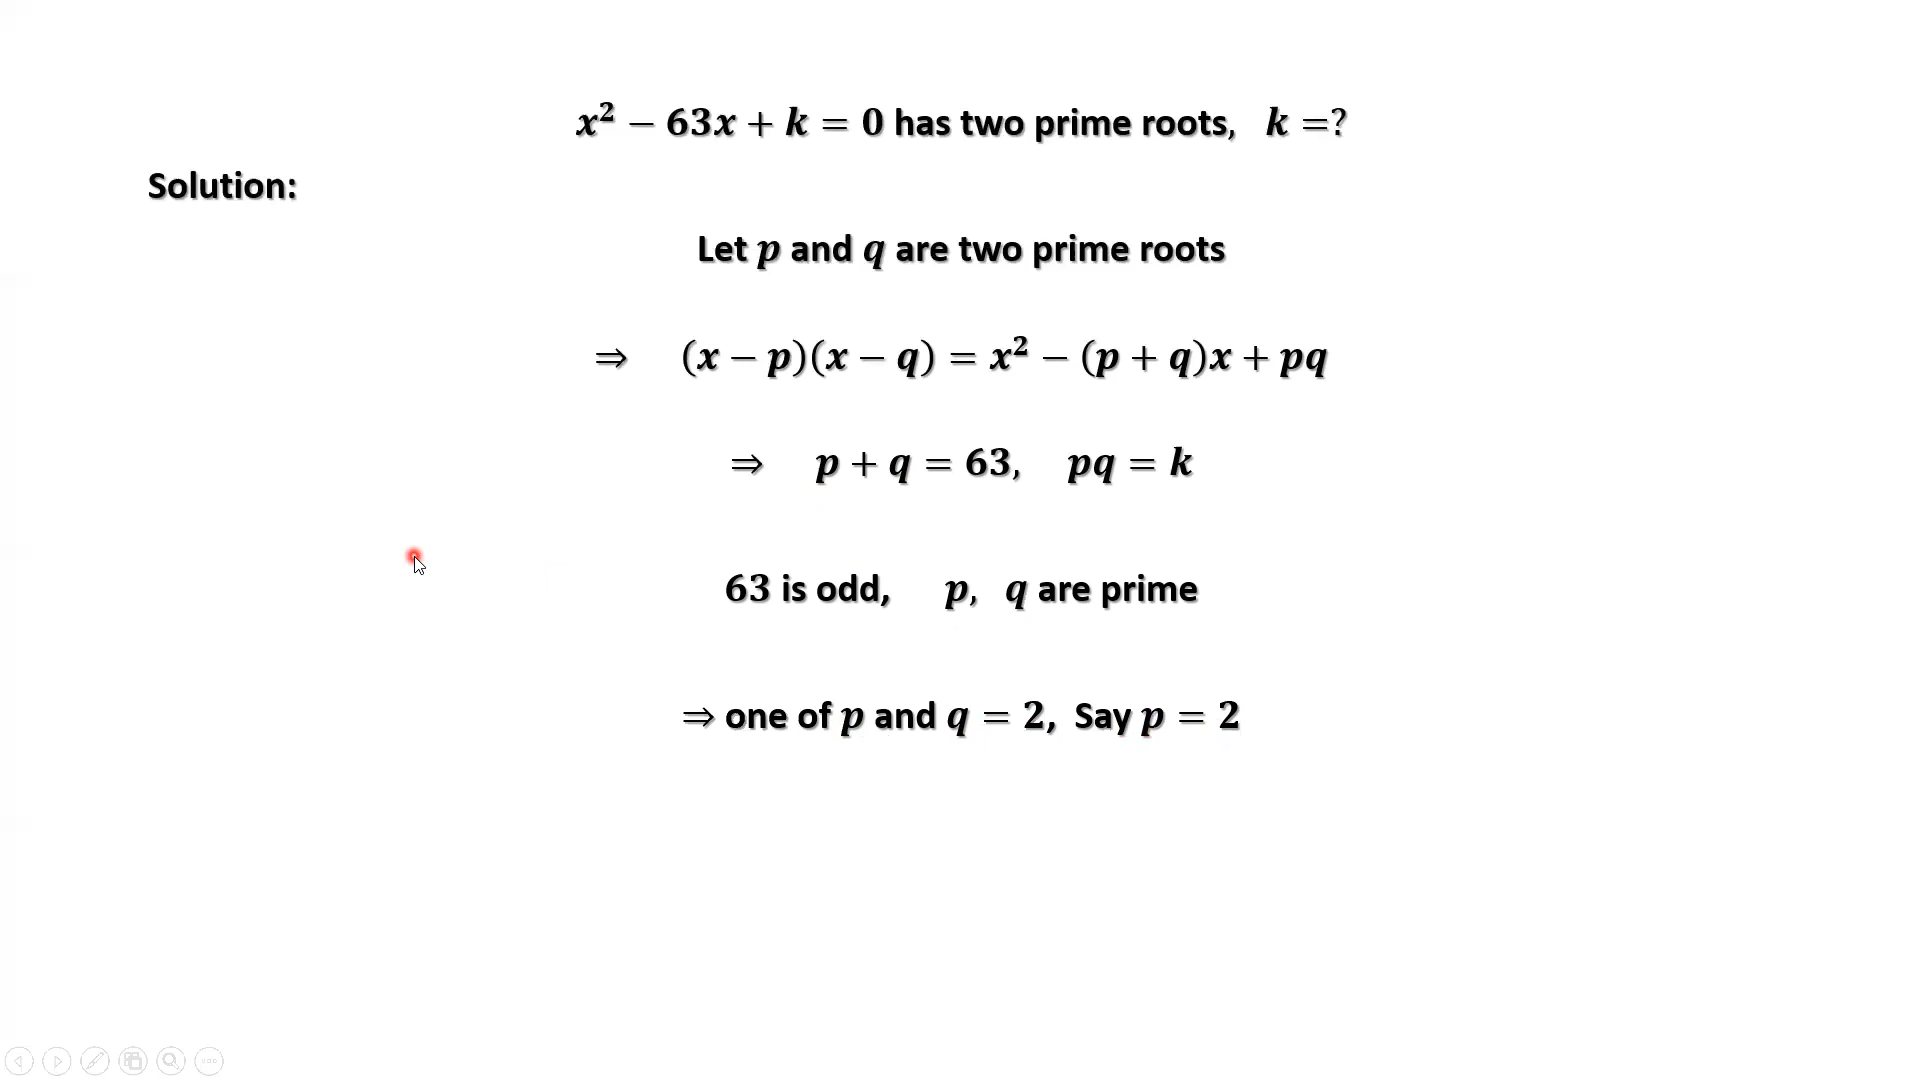 x² − 63x + k = 0 has two prime roots, k =?
Solution:
Let p and q are two prime roots
⇒ (x − p)(x − q) = x² − (p + q)x + pq
⇒ p + q = 63, pq = k
63 is odd, p, q are prime
⇒ one of p and q = 2, Say p = 2